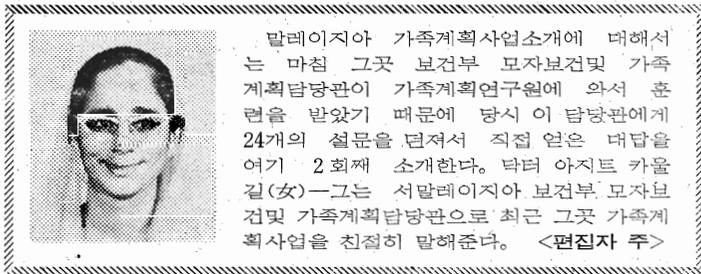 말레이지아 가족계획사업소개에 대해서
는 마침 그곳 보건부 모자보건및 가족
계획담당관이 가족계획연구원에 와서 훈
련을 받았기 때문에 당시 이 담당관에게
24개의 설문을 던져서 직접 얻은 대답을
여기 2회째 소개한다. 닥터 아지트 카울
길(女)—그는 서말레이지아 보건부 모자보
건및 가족계획담당관으로 최근 그곳 가족계
획사업을 친절히 말해준다. <편집자 주>